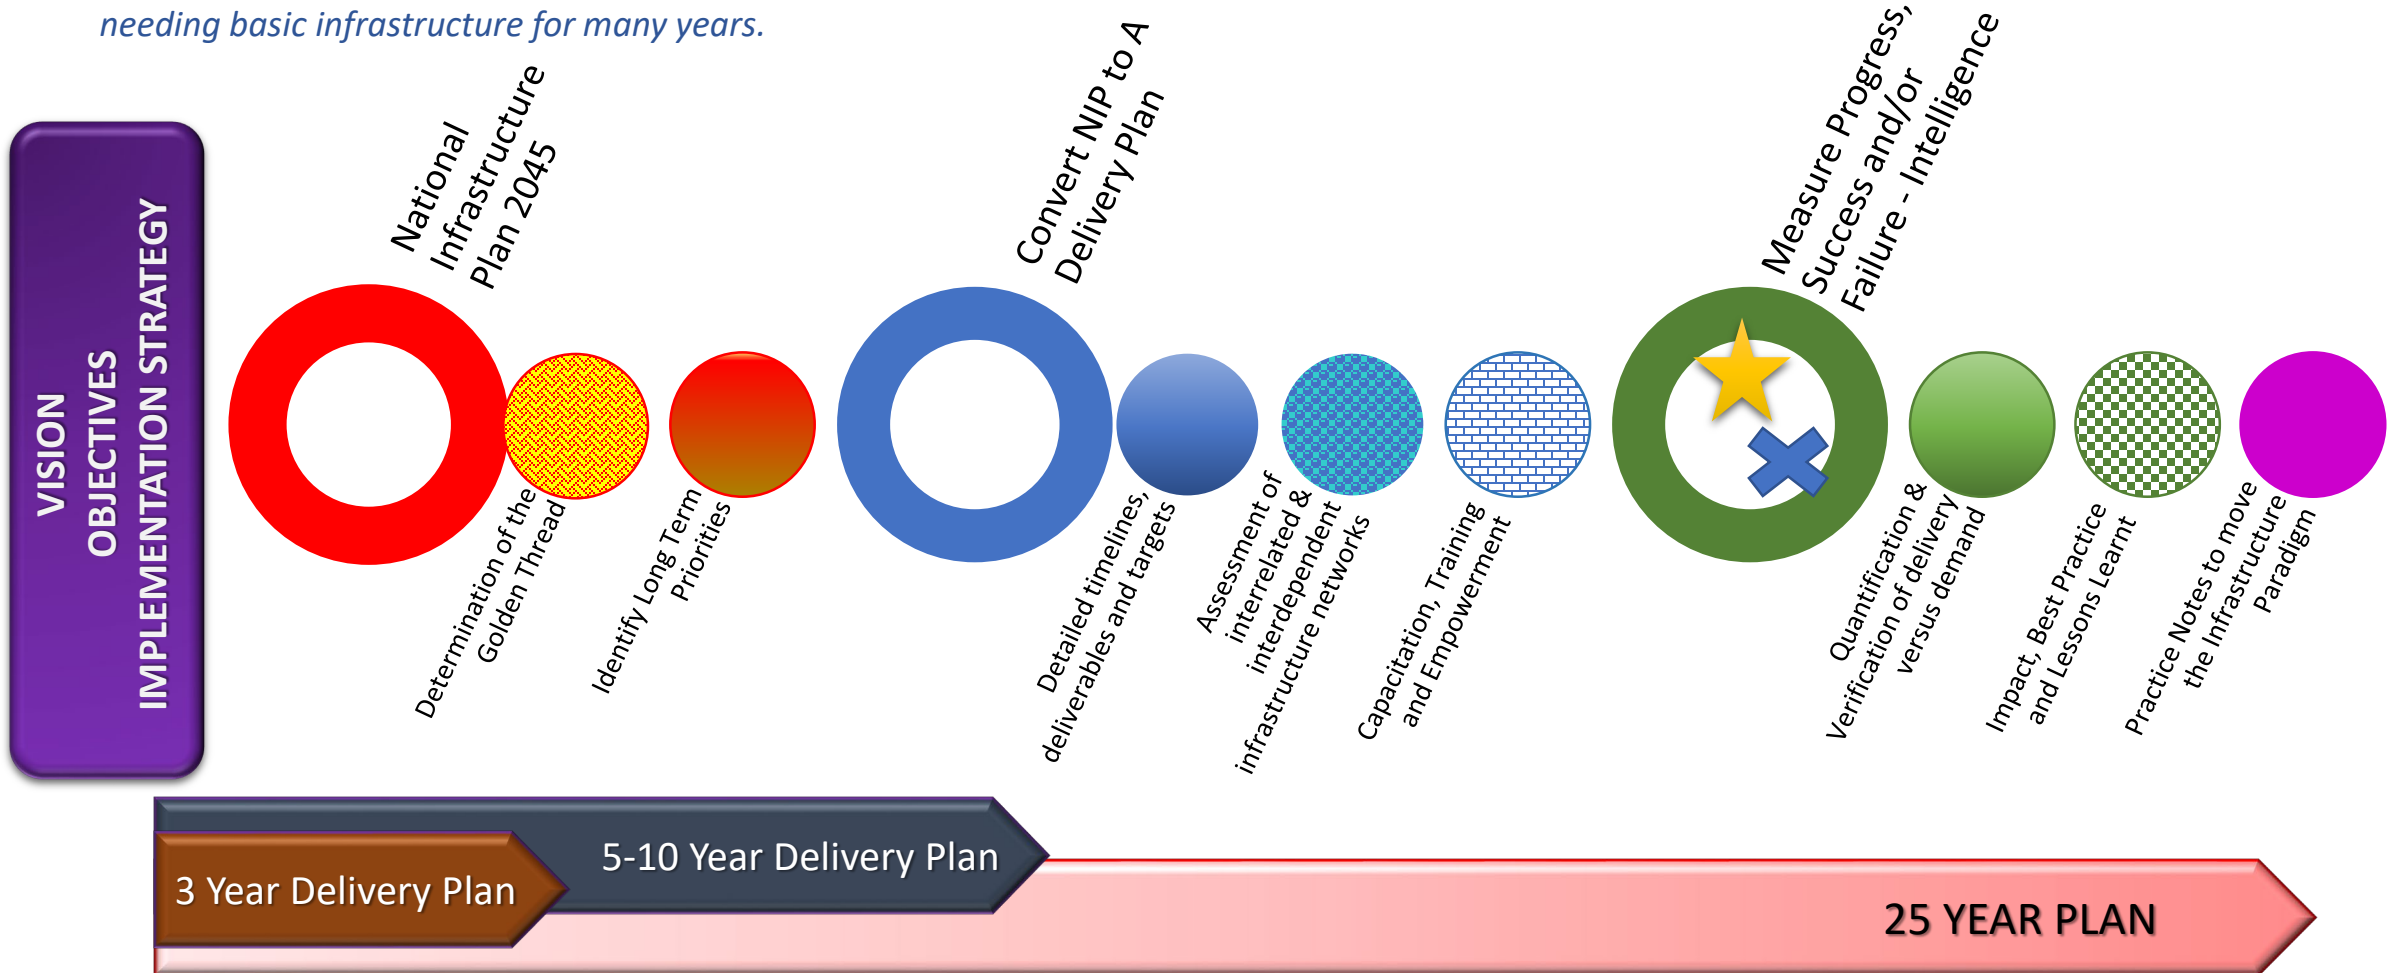 needing basic infrastructure for many years.
VISION
OBJECTIVES
IMPLEMENTATION STRATEGY
National
Infrastructure
Plan 2045
Determination of the
Golden Thread
Identify Long Term
Priorities
Convert NIP to A
Delivery Plan
Detailed timelines,
deliverables and targets
Assessment of
interrelated &
interdependent
infrastructure networks
Capacitation, Training
and Empowerment
Measure Progress,
Success and/or
Failure - Intelligence
Quantification &
Verification of delivery
versus demand
Impact, Best Practice
and Lessons Learnt
Practice Notes to move
the Infrastructure
Paradigm
5-10 Year Delivery Plan
3 Year Delivery Plan
25 YEAR PLAN